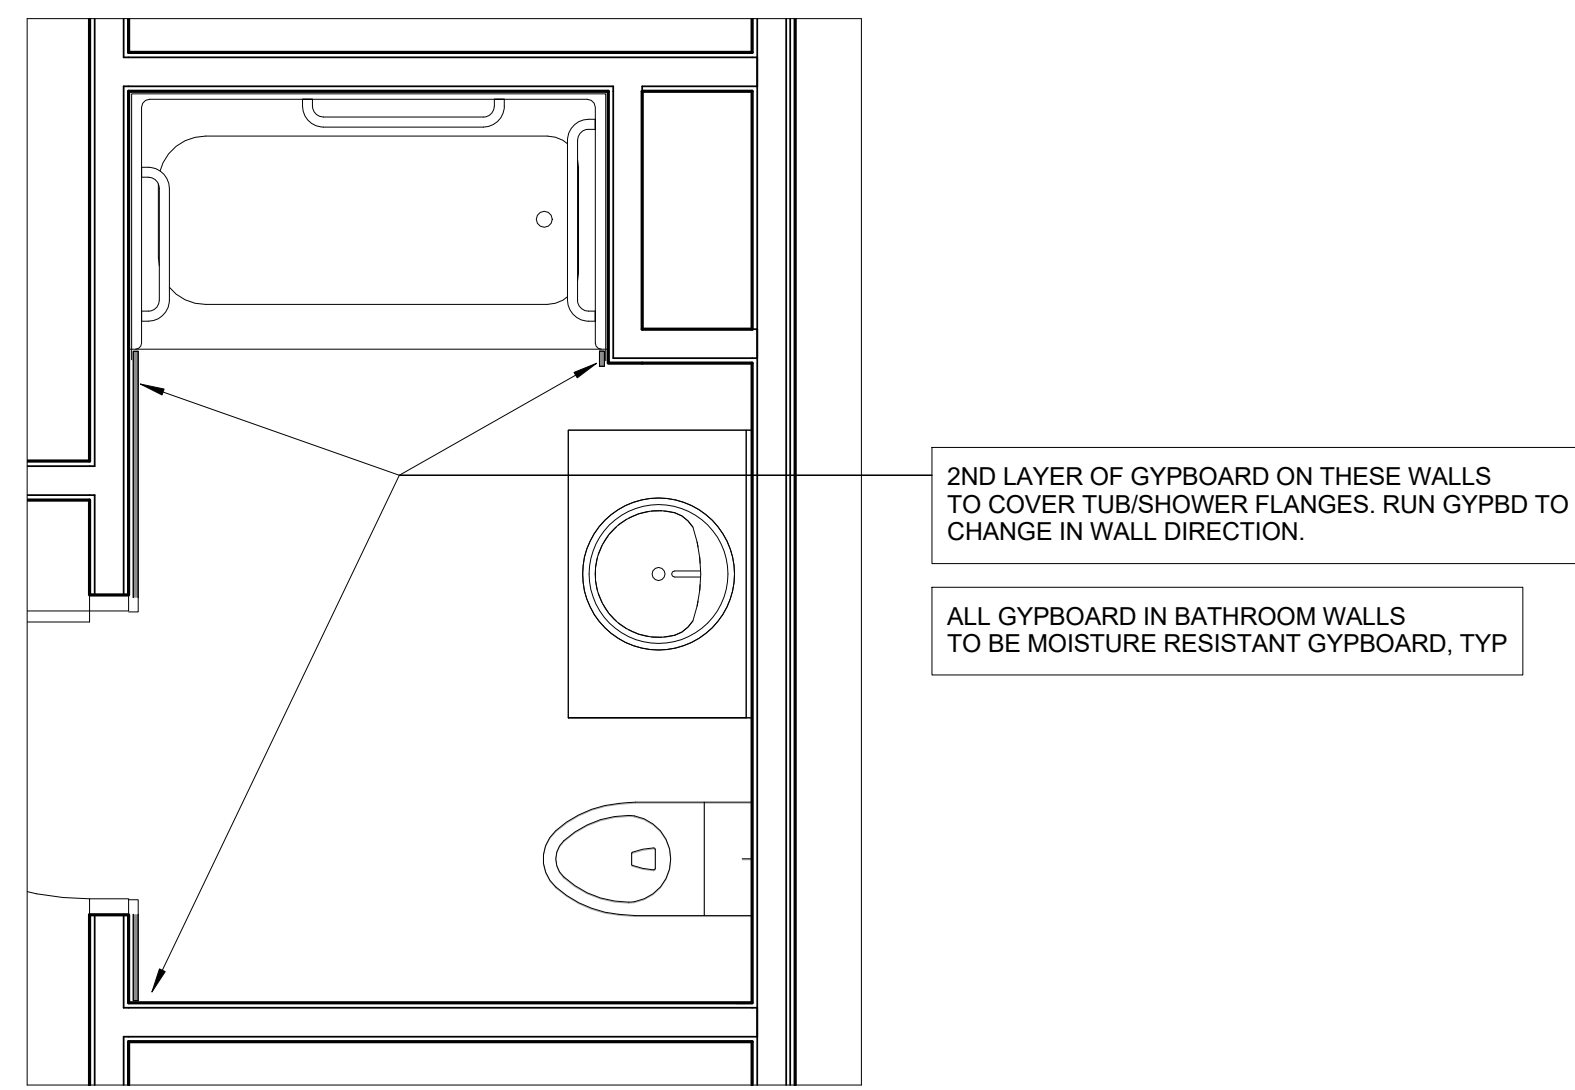 2ND LAYER OF GYPBOARD ON THESE WALLS
TO COVER TUB/SHOWER FLANGES. RUN GYPBD TO
CHANGE IN WALL DIRECTION.
ALL GYPBOARD IN BATHROOM WALLS
TO BE MOISTURE RESISTANT GYPBOARD, TYP